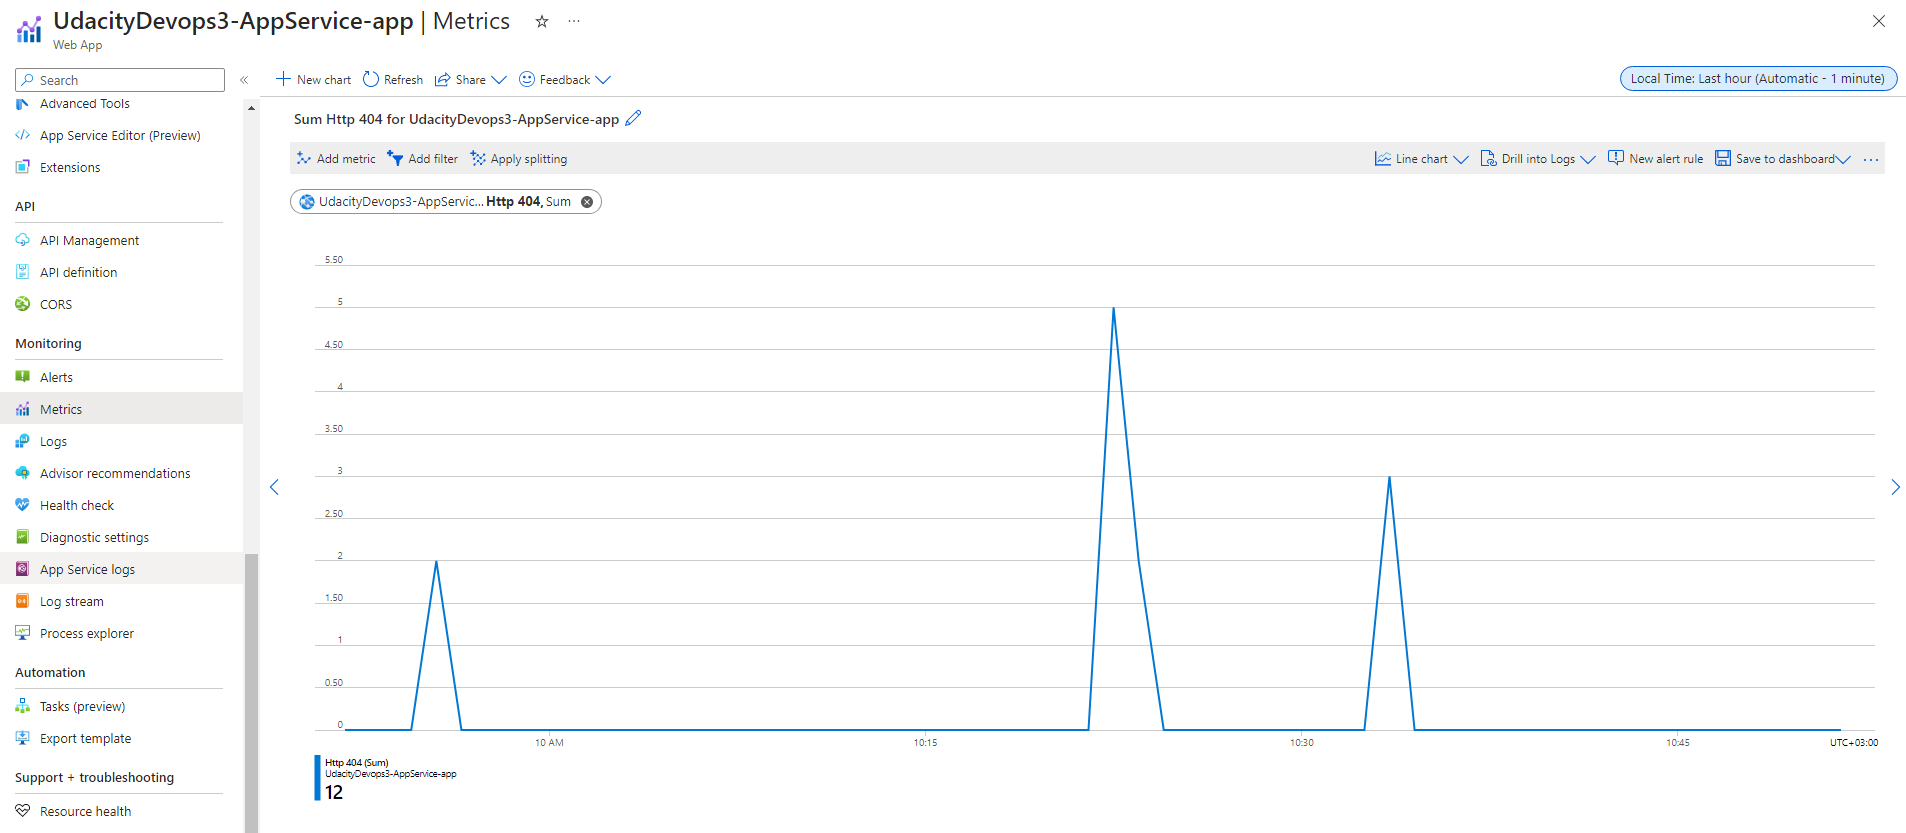 UdacityDevops3-AppService-app | Metrics
Web App
Search
Advanced Tools
App Service Editor (Preview)
Extensions
API
API Management
API definition
CORS
Monitoring
Alerts
Metrics
Logs
Advisor recommendations
Health check
Diagnostic settings
App Service logs
Log stream
Process explorer
Automation
Tasks (preview)
Export template
Support + troubleshooting
Resource health
New chart Refresh Share Feedback
Local Time: Last hour (Automatic - 1 minute)
Sum Http 404 for UdacityDevops3-AppService-app
Add metric Add filter Apply splitting
Line chart Drill into Logs New alert rule Save to dashboard
UdacityDevops3-AppServic... Http 404, Sum
5.50
5
4.50
4
3.50
3
2.50
2
1.50
1
0.50
0
10 AM 10:15 10:30 10:45 UTC+03:00
Http 404 (Sum)
UdacityDevops3-AppService-app
12